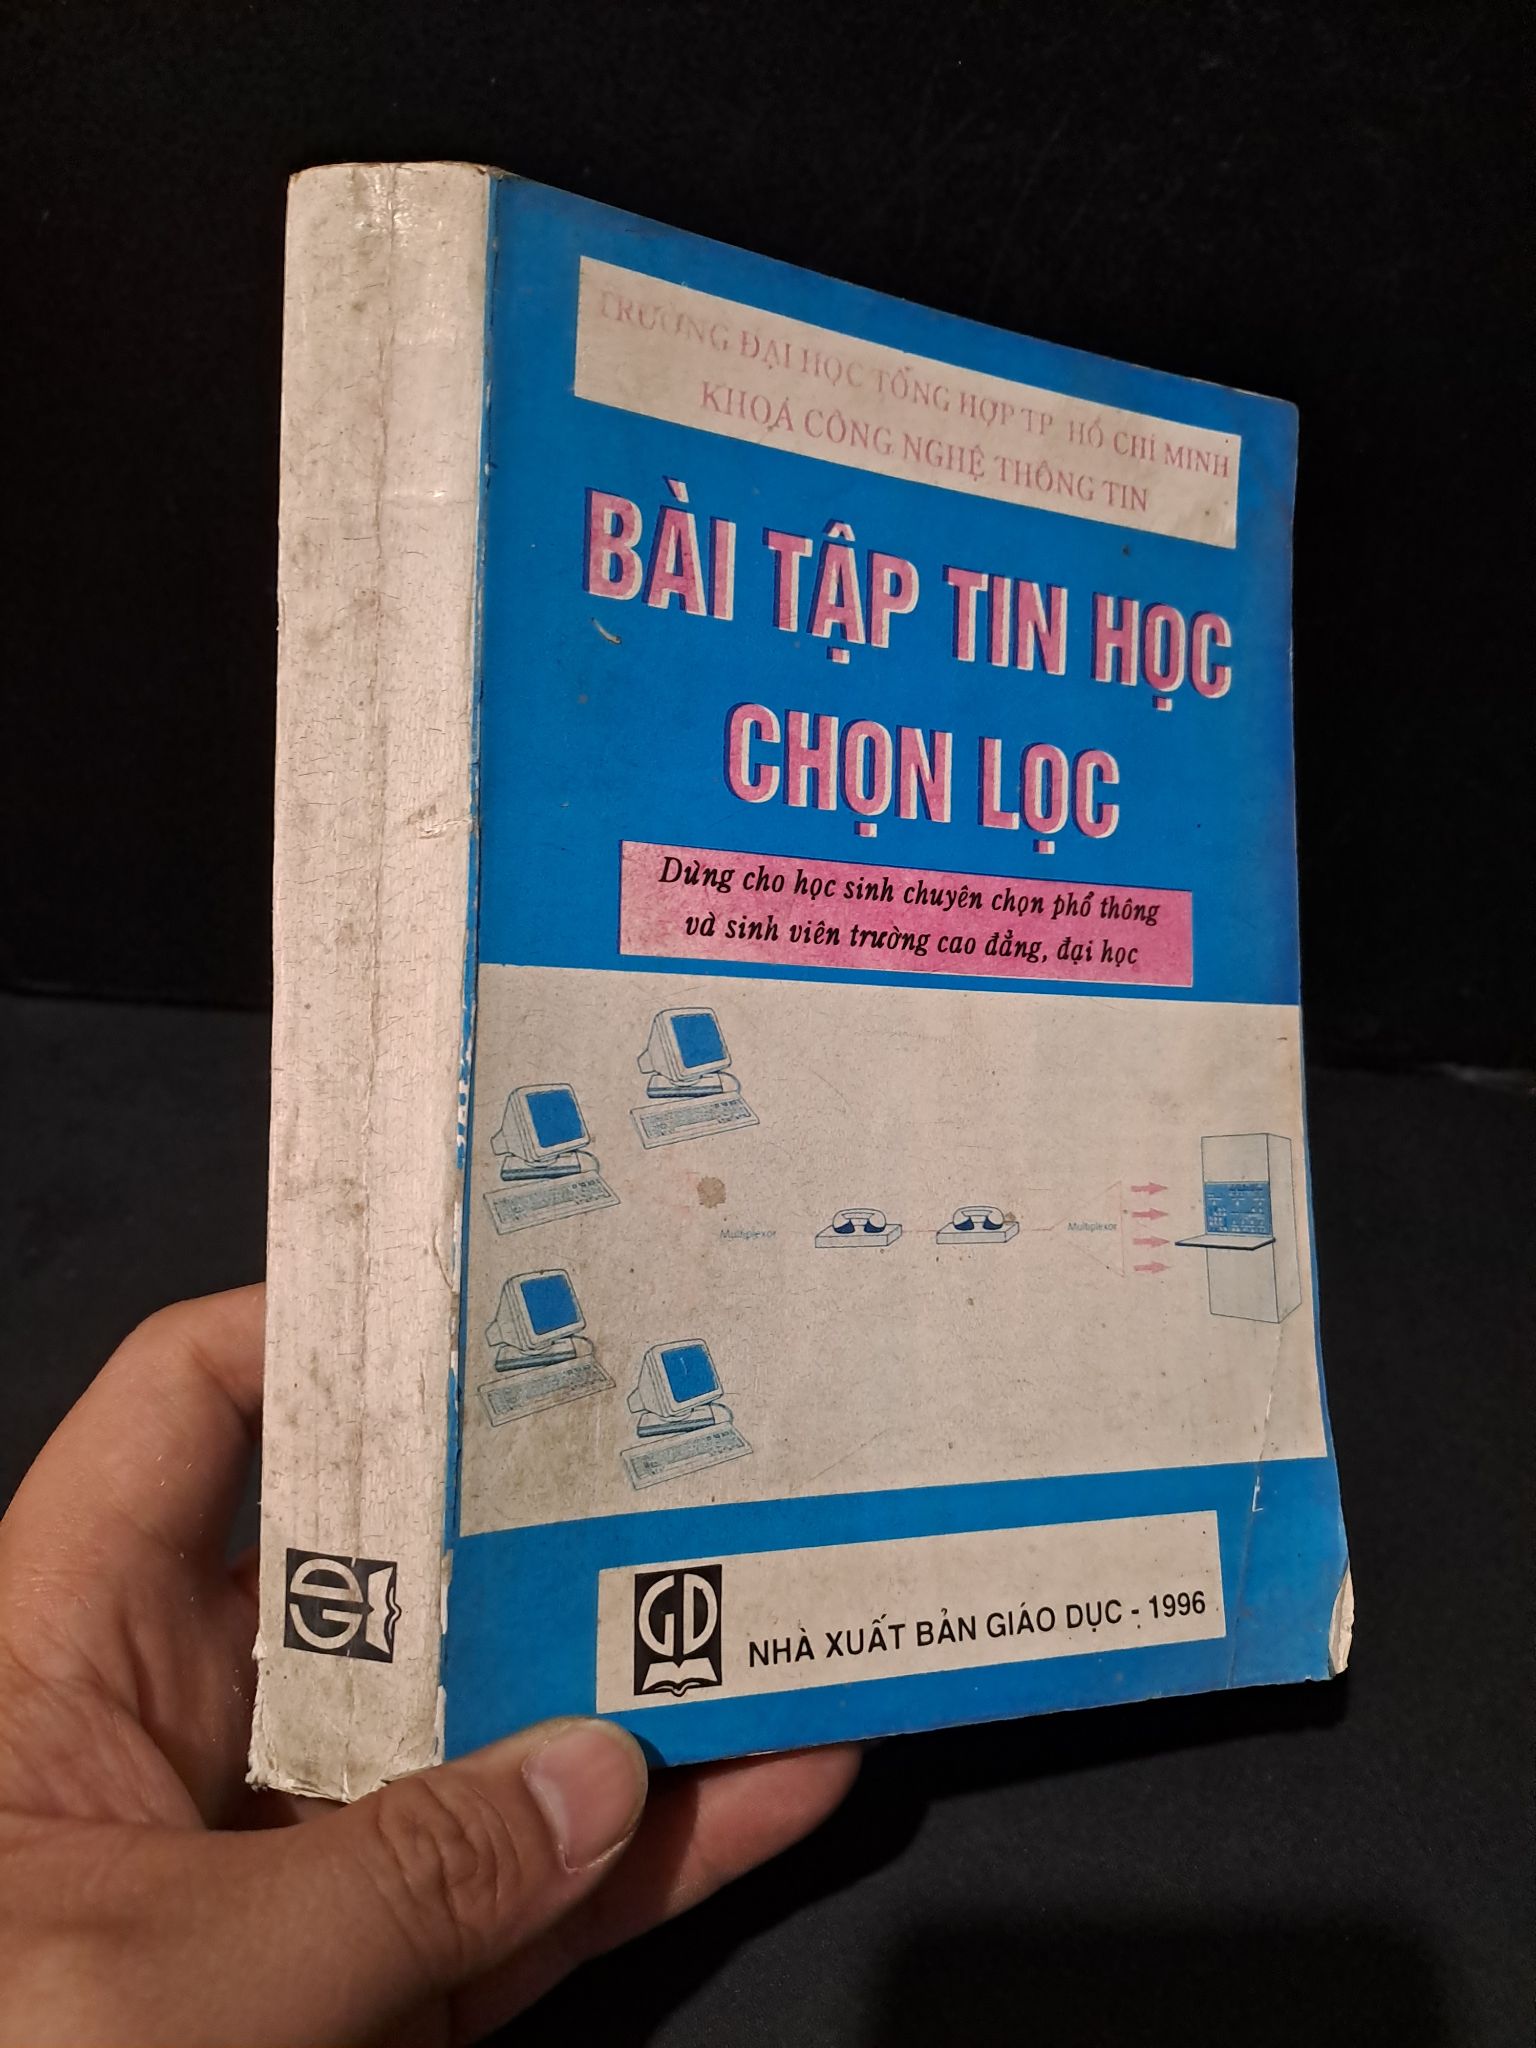 TRƯỜNG ĐẠI HỌC TỔNG HỢP TP HỒ CHÍ MINH
KHOA CÔNG NGHỆ THÔNG TIN
BÀI TẬP TIN HỌC
CHỌN LỌC
Dùng cho học sinh chuyên chọn phổ thông
và sinh viên trường cao đẳng, đại học
Multiplexor
Multiplexor
GD
GD
NHÀ XUẤT BẢN GIÁO DỤC - 1996